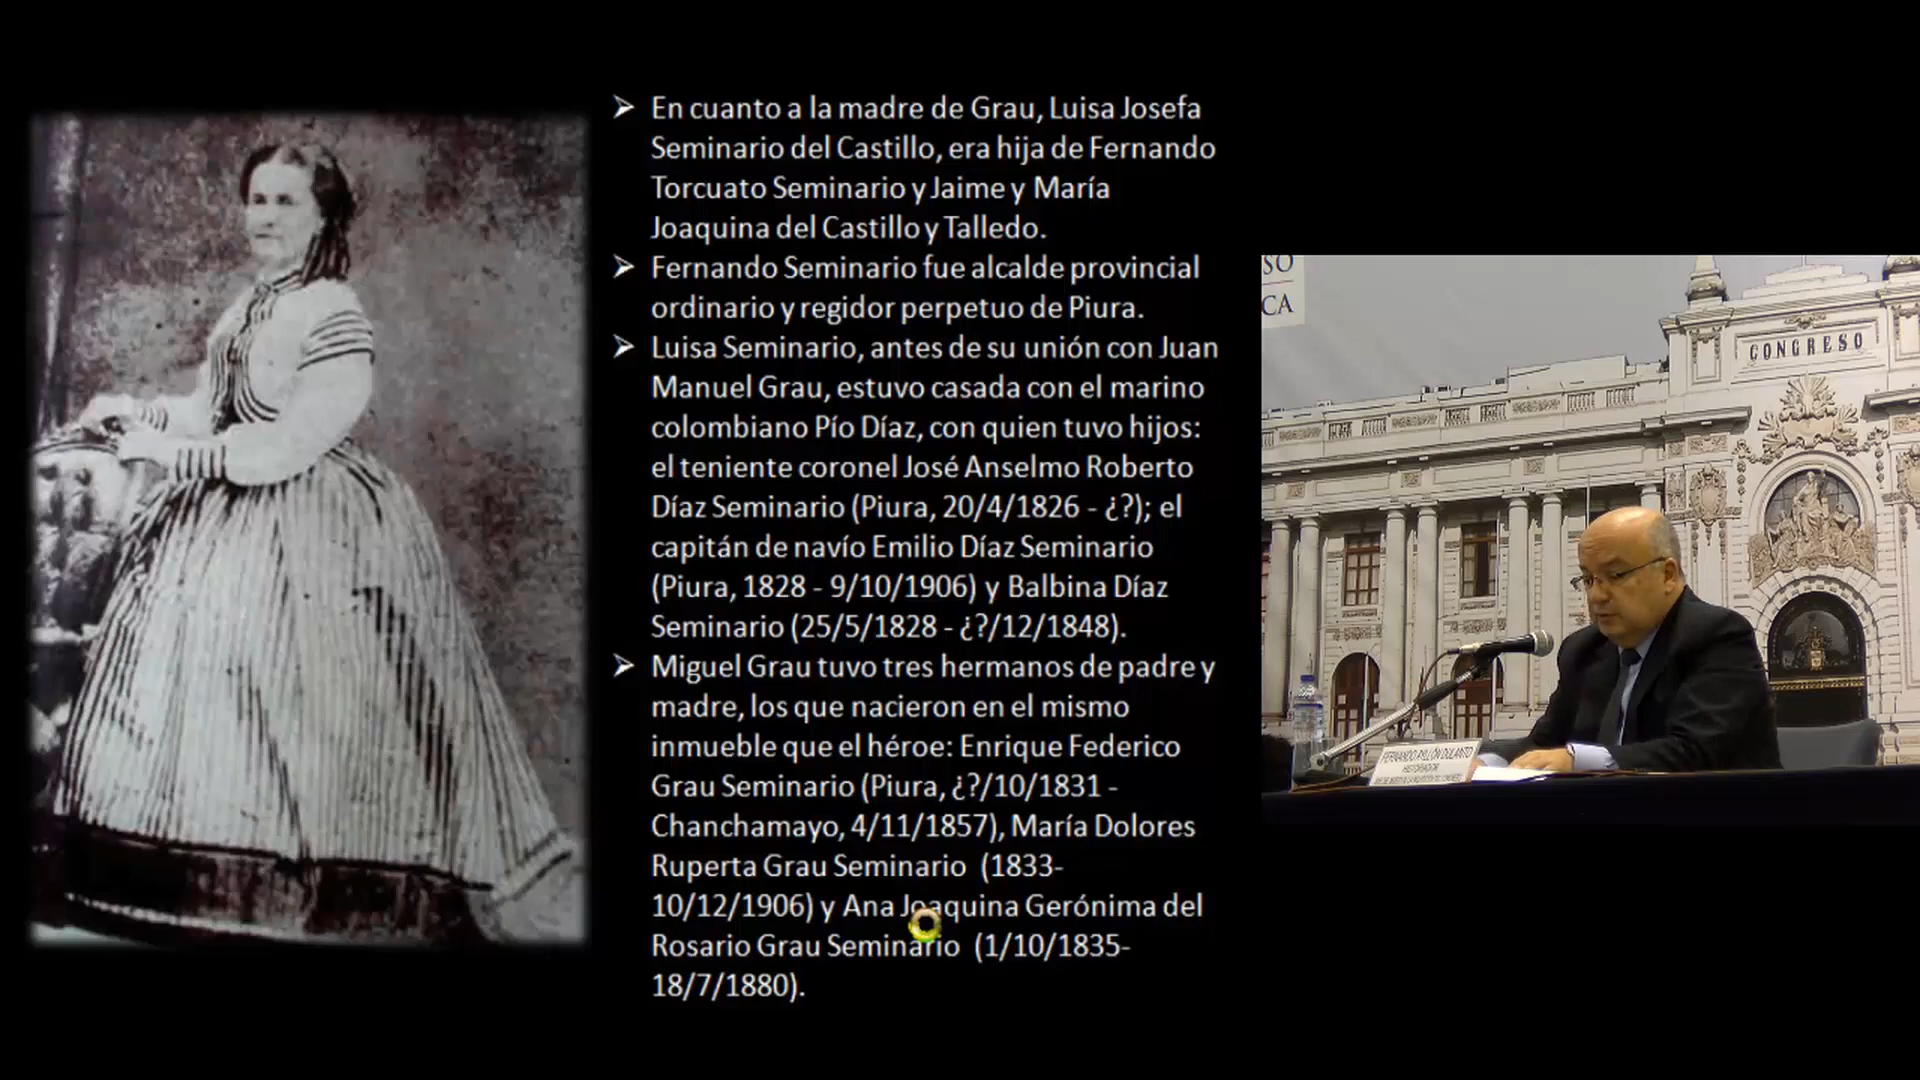 En cuanto a la madre de Grau, Luisa Josefa
Seminario del Castillo, era hija de Fernando
Torcuato Seminario y Jaime y María
Joaquina del Castillo y Talledo.
Fernando Seminario fue alcalde provincial
ordinario y regidor perpetuo de Piura.
Luisa Seminario, antes de su unión con Juan
Manuel Grau, estuvo casada con el marino
colombiano Pío Díaz, con quien tuvo hijos:
el teniente coronel José Anselmo Roberto
Díaz Seminario (Piura, 20/4/1826 - ¿?); el
capitán de navío Emilio Díaz Seminario
(Piura, 1828 - 9/10/1906) y Balbina Díaz
Seminario (25/5/1828 - ¿?/12/1848).
Miguel Grau tuvo tres hermanos de padre y
madre, los que nacieron en el mismo
inmueble que el héroe: Enrique Federico
Grau Seminario (Piura, ¿?/10/1831 -
Chanchamayo, 4/11/1857), María Dolores
Ruperta Grau Seminario (1833-
10/12/1906) y Ana Joaquina Gerónima del
Rosario Grau Seminario (1/10/1835-
18/7/1880).
SO
CA
CONGRESO
FERNANDO AYLLÓN DULANTO
HISTORIADOR